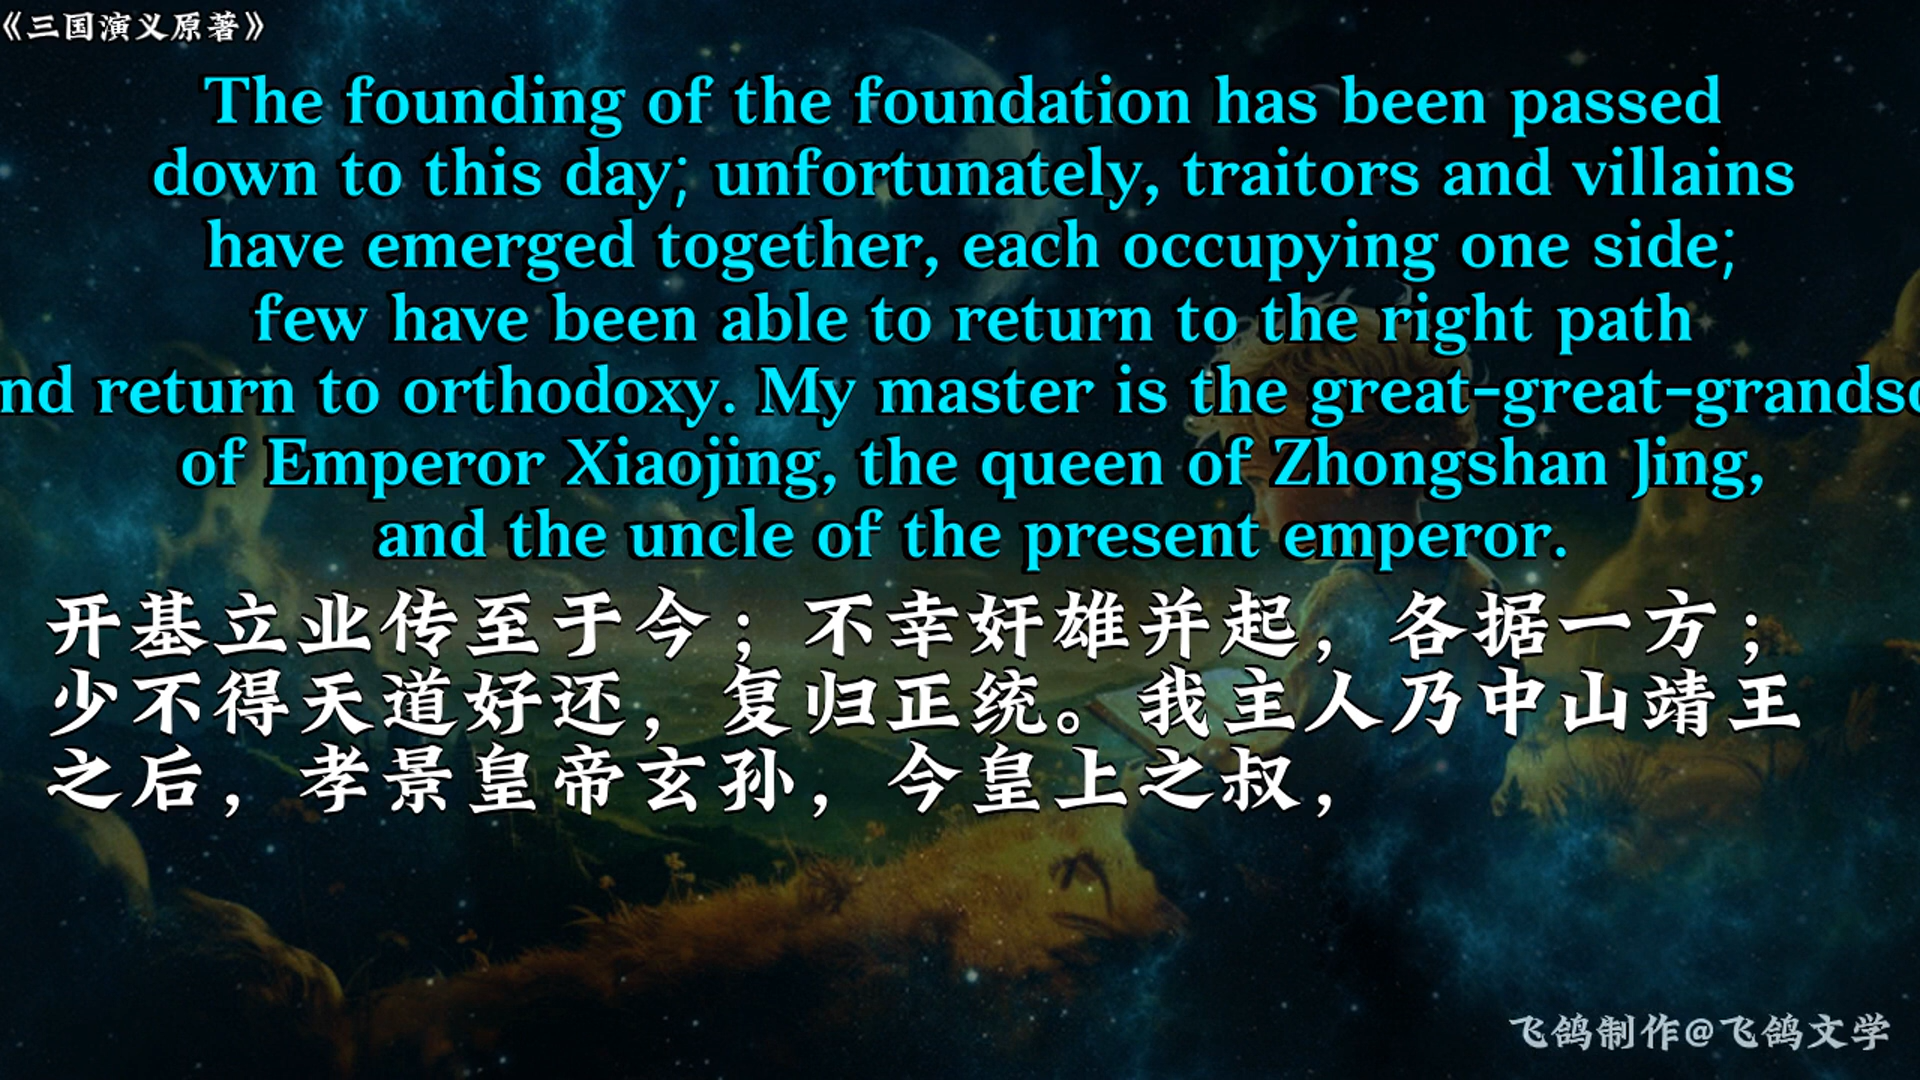 《三国演义原著》
The founding of the foundation has been passed
down to this day; unfortunately, traitors and villains
have emerged together, each occupying one side;
few have been able to return to the right path
nd return to orthodoxy. My master is the great-great-grandso
of Emperor Xiaojing, the queen of Zhongshan Jing,
and the uncle of the present emperor.
开基立业传至于今；不幸奸雄并起，各据一方；
少不得天道好还，复归正统。我主人乃中山靖王
之后，孝景皇帝玄孙，今皇上之叔，
飞鸽制作@飞鸽文学